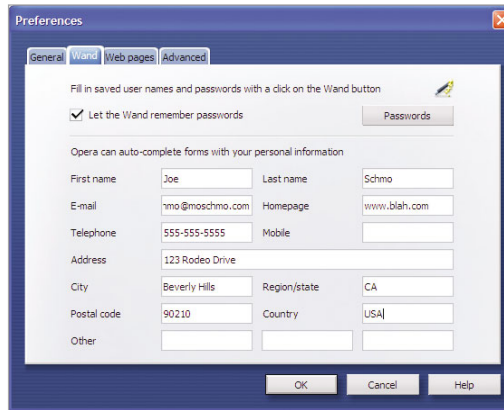 Preferences
General Wand Web pages Advanced
Fill in saved user names and passwords with a click on the Wand button
Let the Wand remember passwords Passwords
Opera can auto-complete forms with your personal information
First name Joe Last name Schmo
E-mail mo@moschmo.com Homepage www.blah.com
Telephone 555-555-5555 Mobile
Address 123 Rodeo Drive
City Beverly Hills Region/state CA
Postal code 90210 Country USA
Other
OK Cancel Help